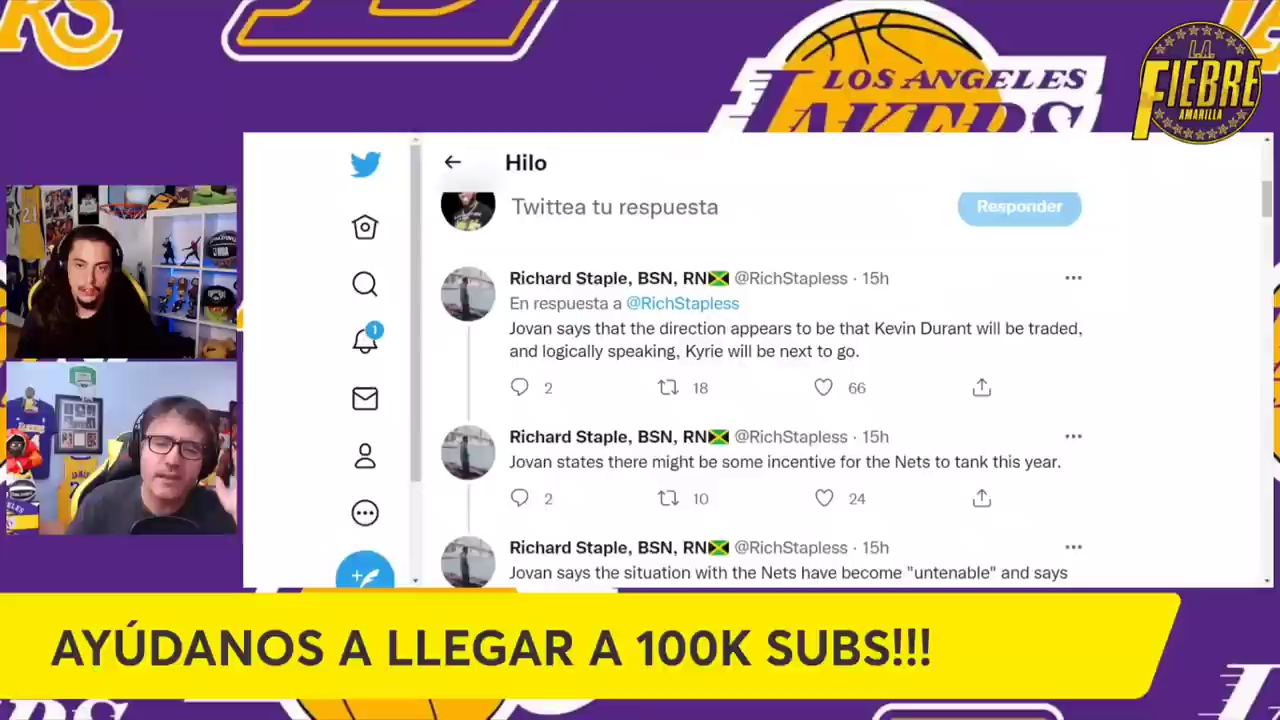 LOS ANGELES
LAKERS
L.A.
FIEBRE
AMARILLA
Hilo
Twittea tu respuesta
Responder
Richard Staple, BSN, RN🇯🇲 @RichStapless · 15h
En respuesta a @RichStapless
Jovan says that the direction appears to be that Kevin Durant will be traded,
and logically speaking, Kyrie will be next to go.
2 18 66
1
Richard Staple, BSN, RN🇯🇲 @RichStapless · 15h
Jovan states there might be some incentive for the Nets to tank this year.
2 10 24
Richard Staple, BSN, RN🇯🇲 @RichStapless · 15h
Jovan says the situation with the Nets have become "untenable" and says
AYÚDANOS A LLEGAR A 100K SUBS!!!